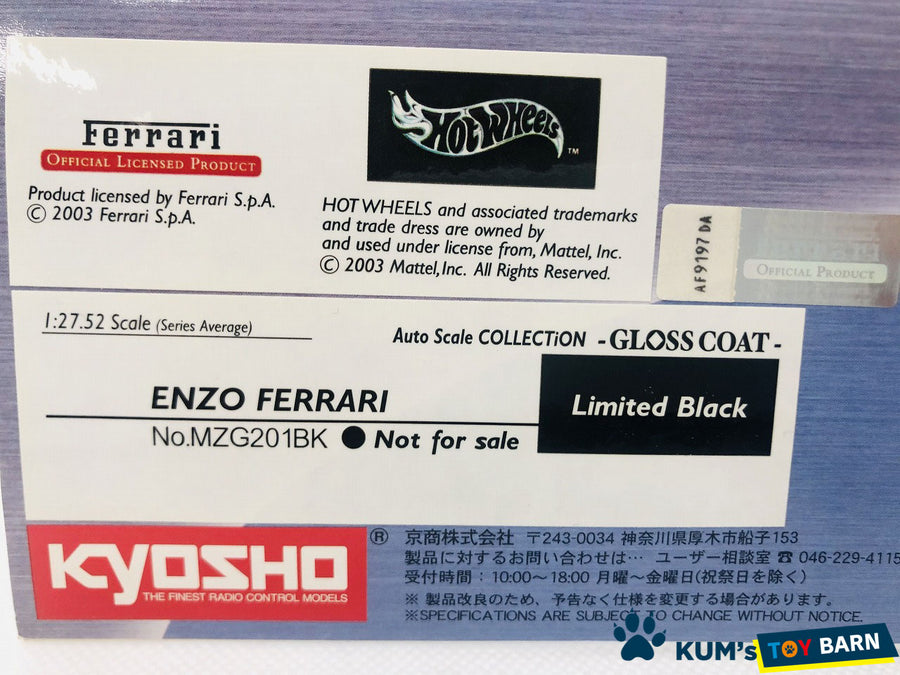 Ferrari
OFFICIAL LICENSED PRODUCT
Product licensed by Ferrari S.p.A.
© 2003 Ferrari S.p.A.
HOT WHEELS ™
HOT WHEELS and associated trademarks
and trade dress are owned by
and used under license from, Mattel, Inc.
© 2003 Mattel, Inc. All Rights Reserved.
AF9197 DA
OFFICIAL PRODUCT
1:27.52 Scale (Series Average)
Auto Scale COLLECTiON -GLOSS COAT-
ENZO FERRARI
Limited Black
No.MZG201BK ● Not for sale
KYOSHO ®
THE FINEST RADIO CONTROL MODELS
京商株式会社 〒243-0034 神奈川県厚木市船子153
製品に対するお問い合わせは… ユーザー相談室 ☎ 046-229-4115
受付時間：10:00～18:00 月曜～金曜日(祝祭日を除く)
※ 製品改良のため、予告なく仕様を変更する場合があります。
※SPECIFICATIONS ARE SUBJECT TO CHANGE WITHOUT NOTICE.
KUM's TOY BARN